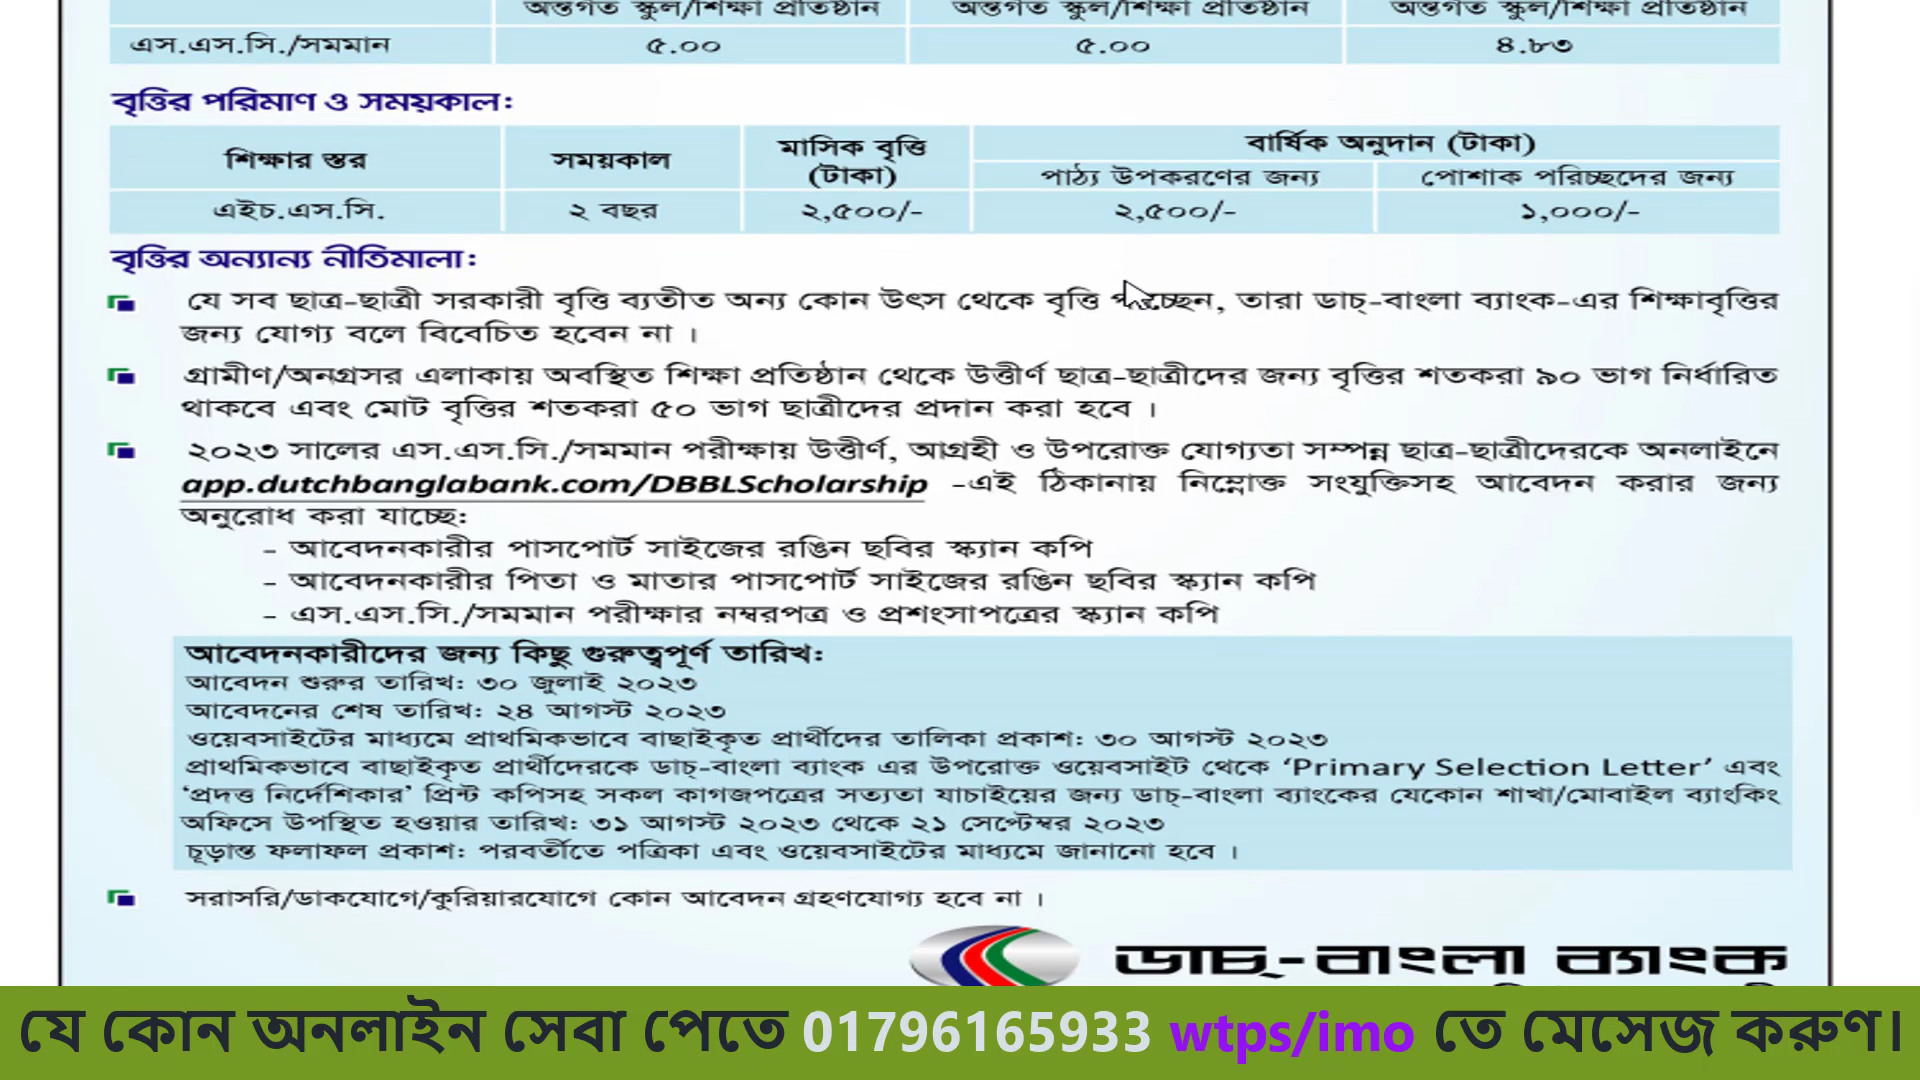 অন্তর্গত স্কুল/শিক্ষা প্রতিষ্ঠান অন্তর্গত স্কুল/শিক্ষা প্রতিষ্ঠান অন্তর্গত স্কুল/শিক্ষা প্রতিষ্ঠান
এস.এস.সি./সমমান ৫.০০ ৫.০০ ৪.৮৩
বৃত্তির পরিমাণ ও সময়কাল:
শিক্ষার স্তর সময়কাল মাসিক বৃত্তি (টাকা) বার্ষিক অনুদান (টাকা)
পাঠ্য উপকরণের জন্য পোশাক পরিচ্ছদের জন্য
এইচ.এস.সি. ২ বছর ২,৫০০/- ২,৫০০/- ১,০০০/-
বৃত্তির অন্যান্য নীতিমালা:
যে সব ছাত্র-ছাত্রী সরকারী বৃত্তি ব্যতীত অন্য কোন উৎস থেকে বৃত্তি পাচ্ছেন, তারা ডাচ্-বাংলা ব্যাংক-এর শিক্ষাবৃত্তির
জন্য যোগ্য বলে বিবেচিত হবেন না ।
গ্রামীণ/অনগ্রসর এলাকায় অবস্থিত শিক্ষা প্রতিষ্ঠান থেকে উত্তীর্ণ ছাত্র-ছাত্রীদের জন্য বৃত্তির শতকরা ৯০ ভাগ নির্ধারিত
থাকবে এবং মোট বৃত্তির শতকরা ৫০ ভাগ ছাত্রীদের প্রদান করা হবে ।
২০২৩ সালের এস.এস.সি./সমমান পরীক্ষায় উত্তীর্ণ, আগ্রহী ও উপরোক্ত যোগ্যতা সম্পন্ন ছাত্র-ছাত্রীদেরকে অনলাইনে
app.dutchbanglabank.com/DBBLScholarship -এই ঠিকানায় নিম্নোক্ত সংযুক্তিসহ আবেদন করার জন্য
অনুরোধ করা যাচ্ছে:
- আবেদনকারীর পাসপোর্ট সাইজের রঙিন ছবির স্ক্যান কপি
- আবেদনকারীর পিতা ও মাতার পাসপোর্ট সাইজের রঙিন ছবির স্ক্যান কপি
- এস.এস.সি./সমমান পরীক্ষার নম্বরপত্র ও প্রশংসাপত্রের স্ক্যান কপি
আবেদনকারীদের জন্য কিছু গুরুত্বপূর্ণ তারিখ:
আবেদন শুরুর তারিখ: ৩০ জুলাই ২০২৩
আবেদনের শেষ তারিখ: ২৪ আগস্ট ২০২৩
ওয়েবসাইটের মাধ্যমে প্রাথমিকভাবে বাছাইকৃত প্রার্থীদের তালিকা প্রকাশ: ৩০ আগস্ট ২০২৩
প্রাথমিকভাবে বাছাইকৃত প্রার্থীদেরকে ডাচ্-বাংলা ব্যাংক এর উপরোক্ত ওয়েবসাইট থেকে ‘Primary Selection Letter’ এবং
‘প্রদত্ত নির্দেশিকার’ প্রিন্ট কপিসহ সকল কাগজপত্রের সত্যতা যাচাইয়ের জন্য ডাচ্-বাংলা ব্যাংকের যেকোন শাখা/মোবাইল ব্যাংকিং
অফিসে উপস্থিত হওয়ার তারিখ: ৩১ আগস্ট ২০২৩ থেকে ২১ সেপ্টেম্বর ২০২৩
চূড়ান্ত ফলাফল প্রকাশ: পরবর্তীতে পত্রিকা এবং ওয়েবসাইটের মাধ্যমে জানানো হবে ।
সরাসরি/ডাকযোগে/কুরিয়ারযোগে কোন আবেদন গ্রহণযোগ্য হবে না ।
ডাচ্-বাংলা ব্যাংক
যে কোন অনলাইন সেবা পেতে 01796165933 wtps/imo তে মেসেজ করুণ।